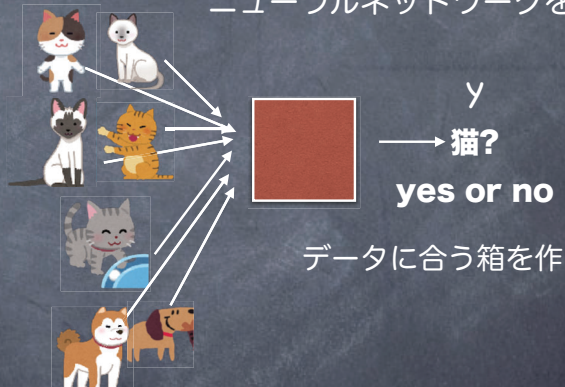 ニューラルネットワークを
y
猫?
yes or no
データに合う箱を作